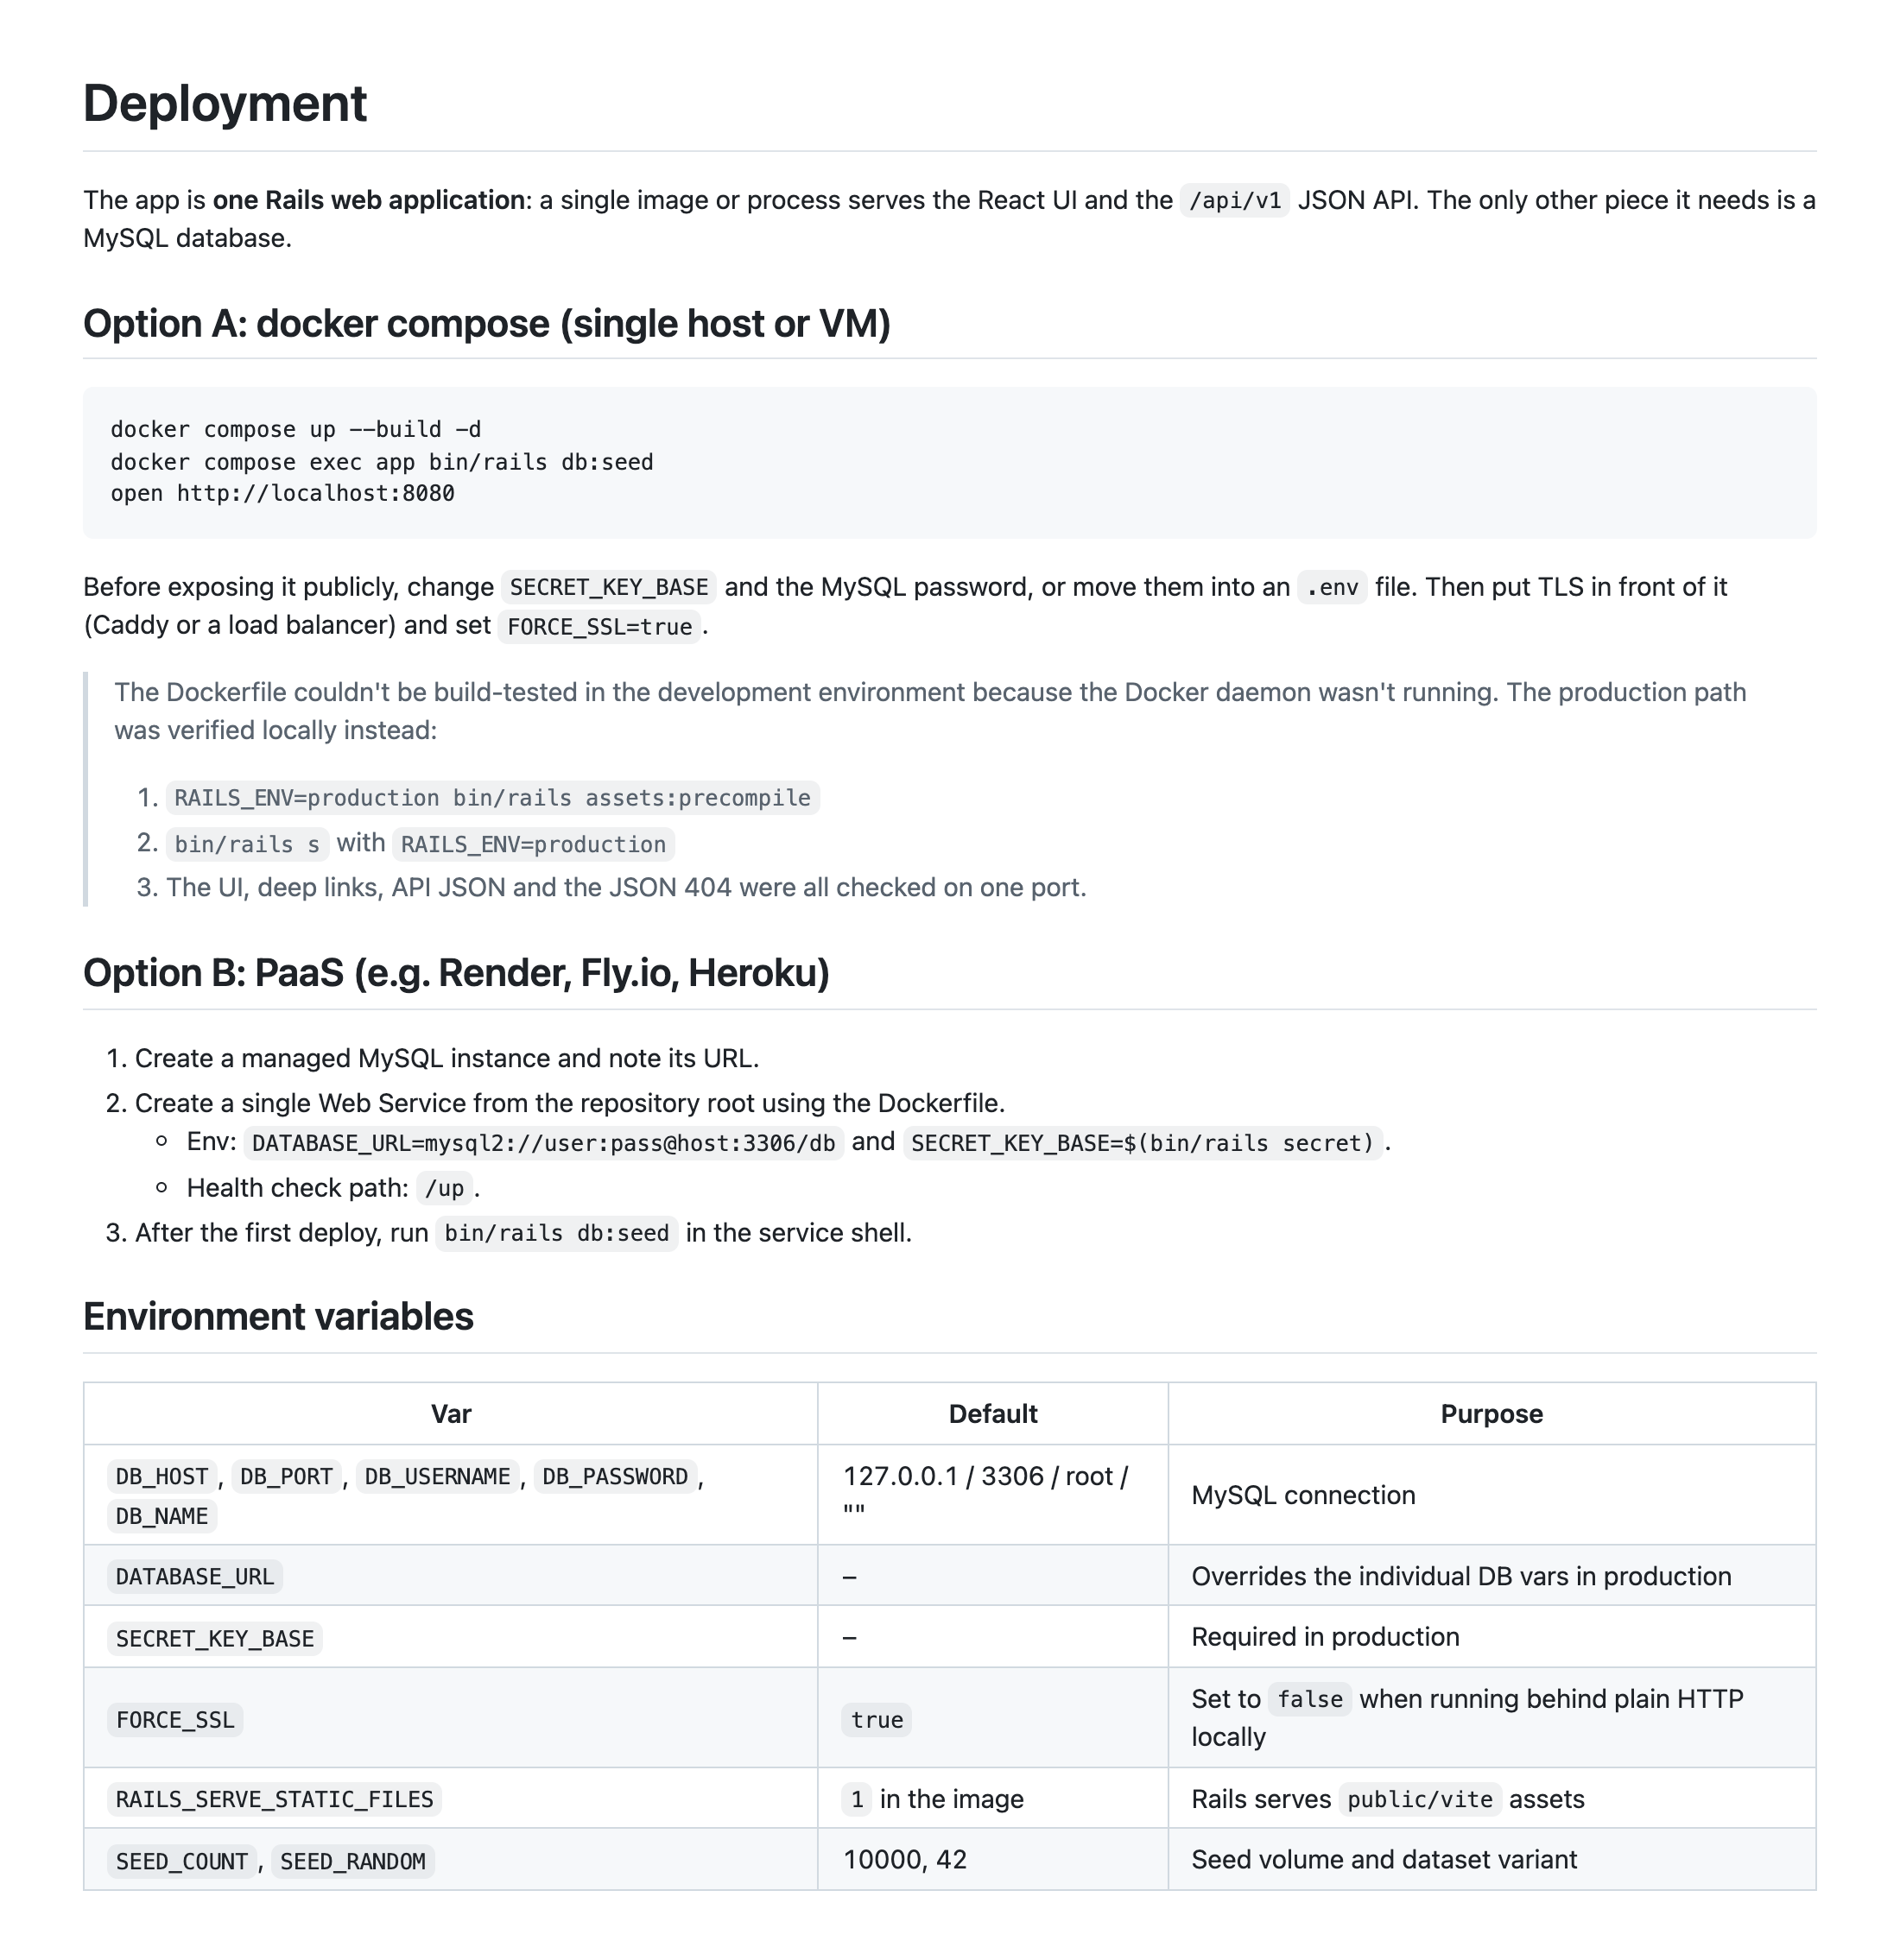 Deployment
The app is one Rails web application: a single image or process serves the React UI and the /api/v1 JSON API. The only other piece it needs is a
MySQL database.
Option A: docker compose (single host or VM)
docker compose up --build -d
docker compose exec app bin/rails db:seed
open http://localhost:8080
Before exposing it publicly, change SECRET_KEY_BASE and the MySQL password, or move them into an .env file. Then put TLS in front of it
(Caddy or a load balancer) and set FORCE_SSL=true.
The Dockerfile couldn't be build-tested in the development environment because the Docker daemon wasn't running. The production path
was verified locally instead:
1. RAILS_ENV=production bin/rails assets:precompile
2. bin/rails s with RAILS_ENV=production
3. The UI, deep links, API JSON and the JSON 404 were all checked on one port.
Option B: PaaS (e.g. Render, Fly.io, Heroku)
1. Create a managed MySQL instance and note its URL.
2. Create a single Web Service from the repository root using the Dockerfile.
Env: DATABASE_URL=mysql2://user:pass@host:3306/db and SECRET_KEY_BASE=$(bin/rails secret).
Health check path: /up.
3. After the first deploy, run bin/rails db:seed in the service shell.
Environment variables
Var Default Purpose
DB_HOST, DB_PORT, DB_USERNAME, DB_PASSWORD,
DB_NAME
127.0.0.1 / 3306 / root /
""
MySQL connection
DATABASE_URL – Overrides the individual DB vars in production
SECRET_KEY_BASE – Required in production
FORCE_SSL true
Set to false when running behind plain HTTP
locally
RAILS_SERVE_STATIC_FILES 1 in the image Rails serves public/vite assets
SEED_COUNT, SEED_RANDOM 10000, 42 Seed volume and dataset variant